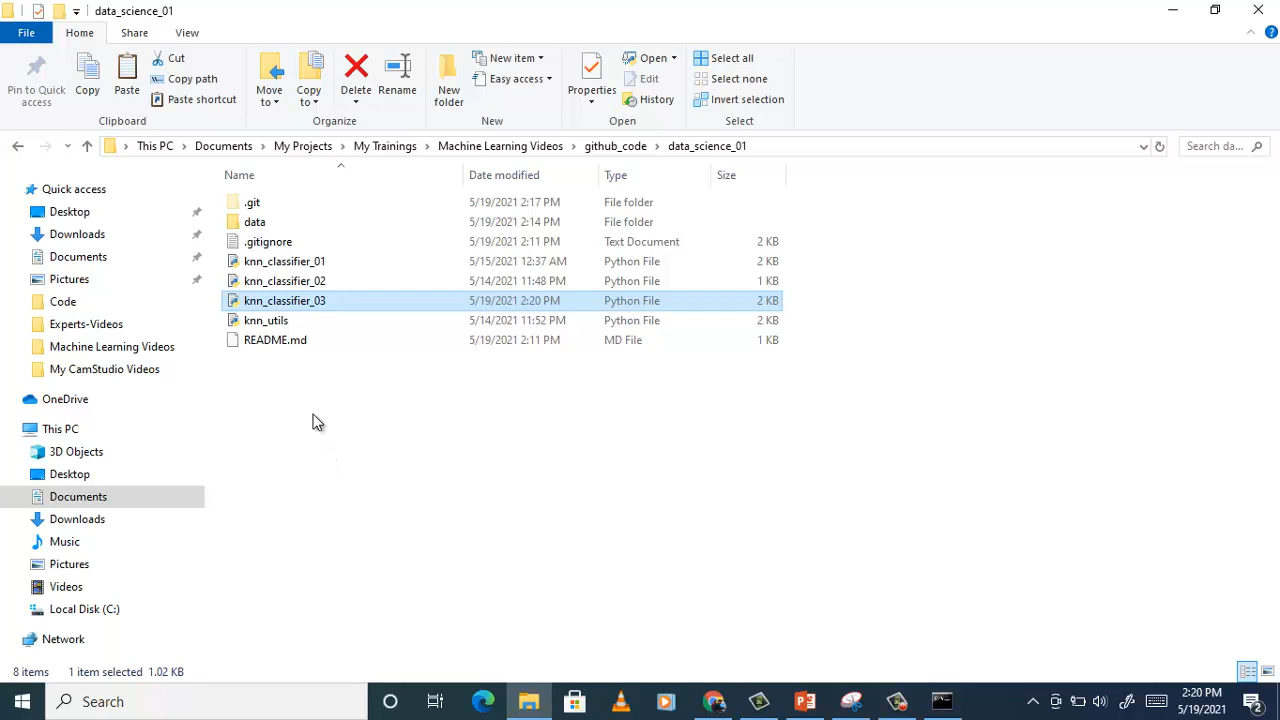 data_science_01
File Home Share View
Pin to Quick access
Copy
Paste
Cut
Copy path
Paste shortcut
Move to
Copy to
Delete
Rename
New folder
New item
Easy access
Properties
Open
Edit
History
Select all
Select none
Invert selection
Clipboard Organize New Open Select
This PC Documents My Projects My Trainings Machine Learning Videos github_code data_science_01 Search da...
Name Date modified Type Size
.git 5/19/2021 2:17 PM File folder
data 5/19/2021 2:14 PM File folder
.gitignore 5/19/2021 2:11 PM Text Document 2 KB
knn_classifier_01 5/15/2021 12:37 AM Python File 2 KB
knn_classifier_02 5/14/2021 11:48 PM Python File 1 KB
knn_classifier_03 5/19/2021 2:20 PM Python File 2 KB
knn_utils 5/14/2021 11:52 PM Python File 2 KB
README.md 5/19/2021 2:11 PM MD File 1 KB
Quick access
Desktop
Downloads
Documents
Pictures
Code
Experts-Videos
Machine Learning Videos
My CamStudio Videos
OneDrive
This PC
3D Objects
Desktop
Documents
Downloads
Music
Pictures
Videos
Local Disk (C:)
Network
8 items 1 item selected 1.02 KB
Search
2:20 PM
5/19/2021
2